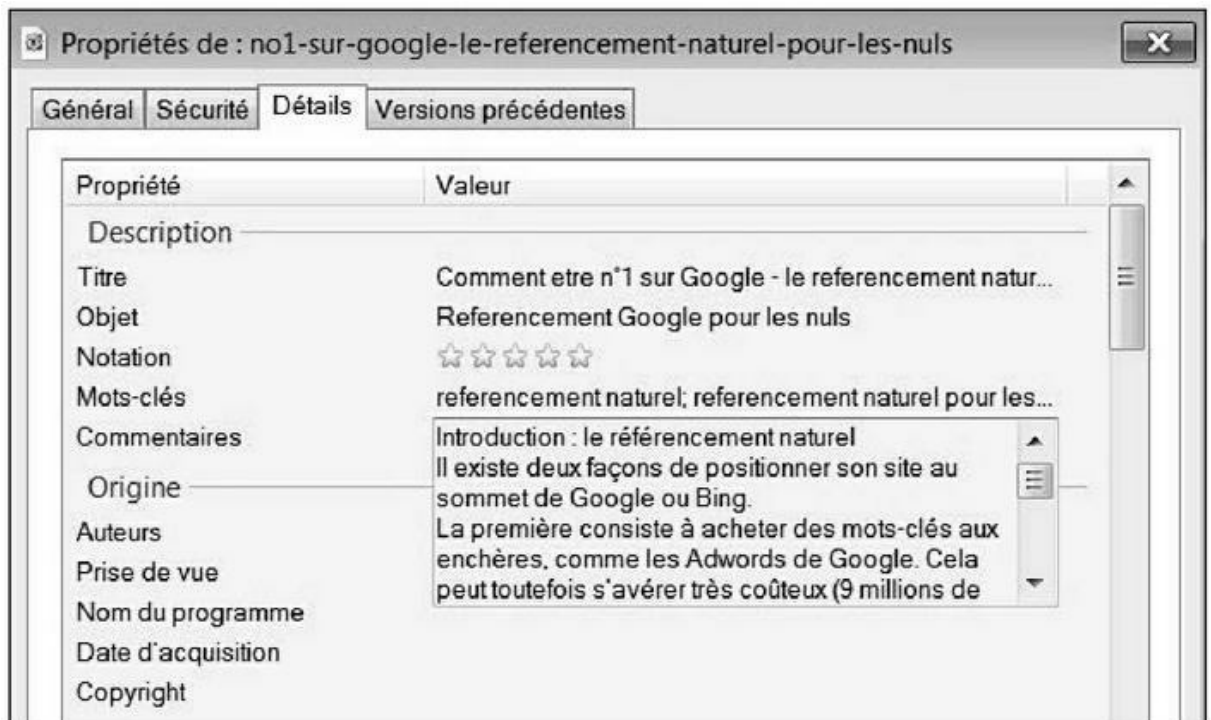 Propriétés de : no1-sur-google-le-referencement-naturel-pour-les-nuls
Général Sécurité Détails Versions précédentes
Propriété Valeur
Description
Titre Comment etre n°1 sur Google - le referencement natur...
Objet Referencement Google pour les nuls
Notation
Mots-clés referencement naturel; referencement naturel pour les...
Commentaires Introduction : le référencement naturel
Il existe deux façons de positionner son site au
sommet de Google ou Bing.
Origine
Auteurs La première consiste à acheter des mots-clés aux
enchères, comme les Adwords de Google. Cela
Prise de vue peut toutefois s'avérer très coûteux (9 millions de
Nom du programme
Date d'acquisition
Copyright